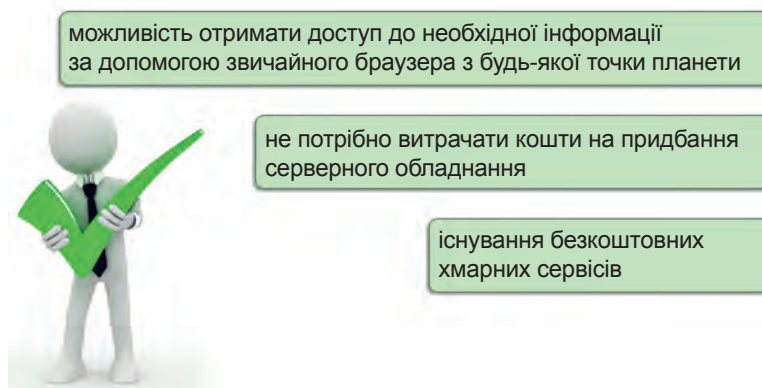 можливість отримати доступ до необхідної інформації
за допомогою звичайного браузера з будь-якої точки планети
не потрібно витрачати кошти на придбання
серверного обладнання
існування безкоштовних
хмарних сервісів